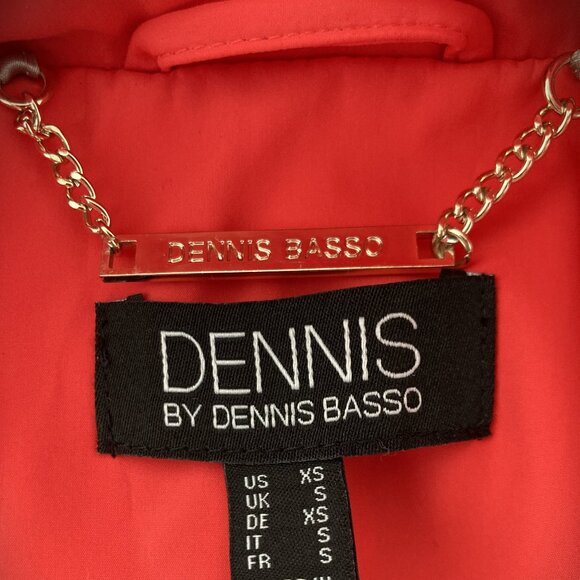 DENNIS BASSO
DENNIS
BY DENNIS BASSO
US XS
UK S
DE XS
IT S
FR S